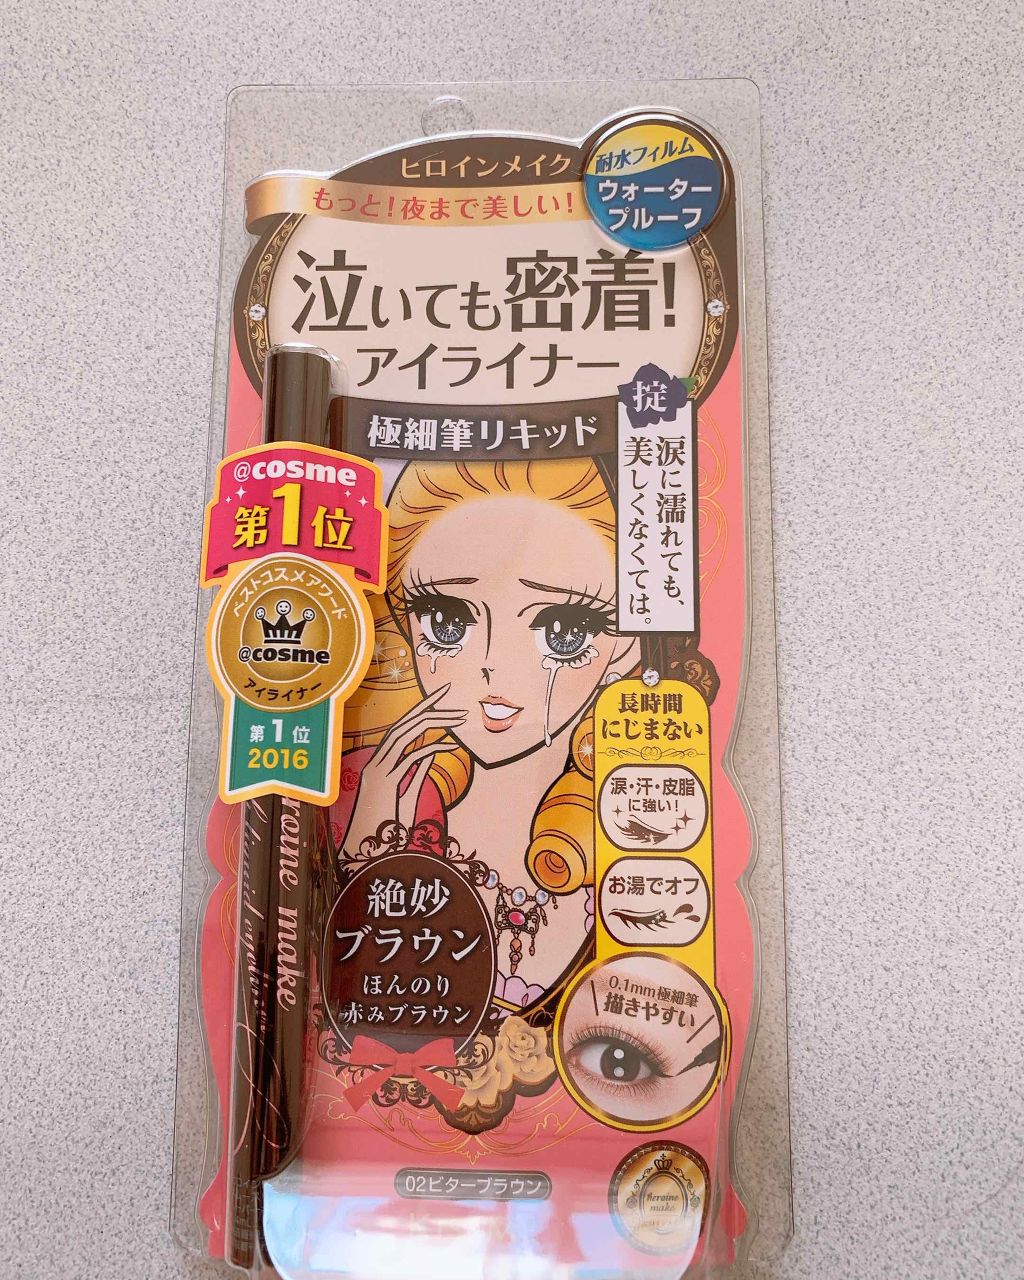 ヒロインメイク
もっと!夜まで美しい!
耐水フィルム
ウォーター
プルーフ
泣いても密着!
アイライナー
極細筆リキッド
掟
涙に濡れても、
美しくなくては。
@cosme
第1位
ベストコスメアワード
@cosme
アイライナー
第1位
2016
長時間
にじまない
涙・汗・皮脂
に強い!
お湯でオフ
0.1mm極細筆
描きやすい
heroine make
絶妙
ブラウン
ほんのり
赤みブラウン
02ビターブラウン
heroine
make